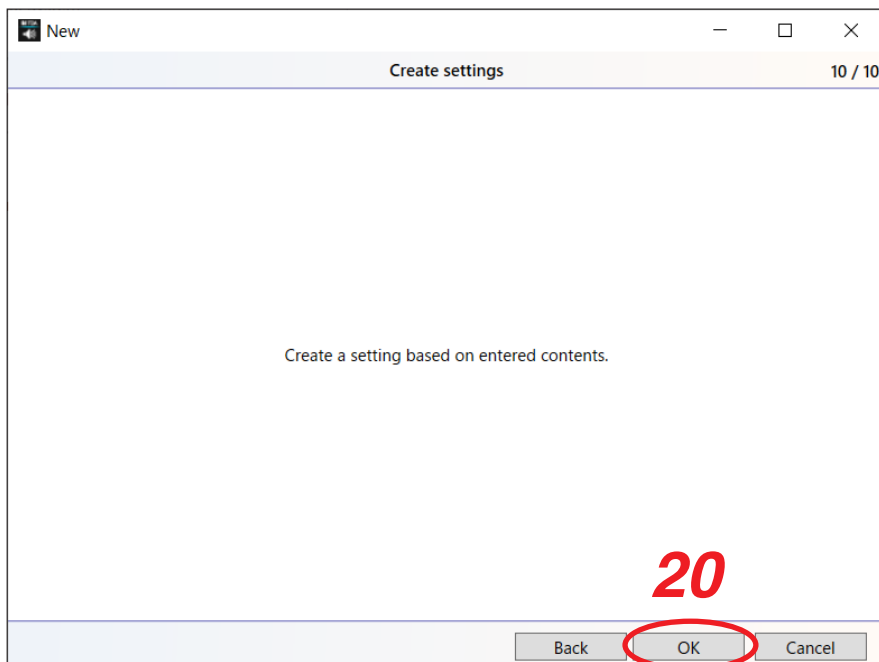 New
Create settings 10 / 10
Create a setting based on entered contents.
20
Back OK Cancel